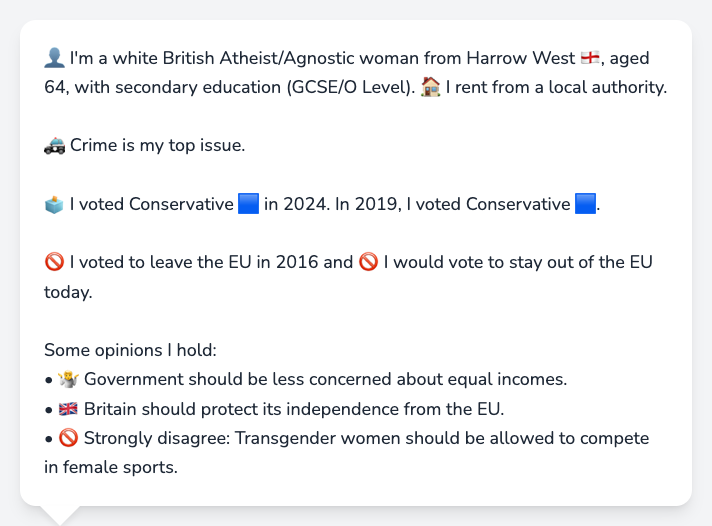 👤 I'm a white British Atheist/Agnostic woman from Harrow West 🏴󠁧󠁢󠁥󠁮󠁧󠁿, aged
64, with secondary education (GCSE/O Level). 🏠 I rent from a local authority.
🚓 Crime is my top issue.
🗳️ I voted Conservative 🟦 in 2024. In 2019, I voted Conservative 🟦.
🚫 I voted to leave the EU in 2016 and 🚫 I would vote to stay out of the EU
today.
Some opinions I hold:
• 🤷 Government should be less concerned about equal incomes.
• 🇬🇧 Britain should protect its independence from the EU.
• 🚫 Strongly disagree: Transgender women should be allowed to compete
in female sports.